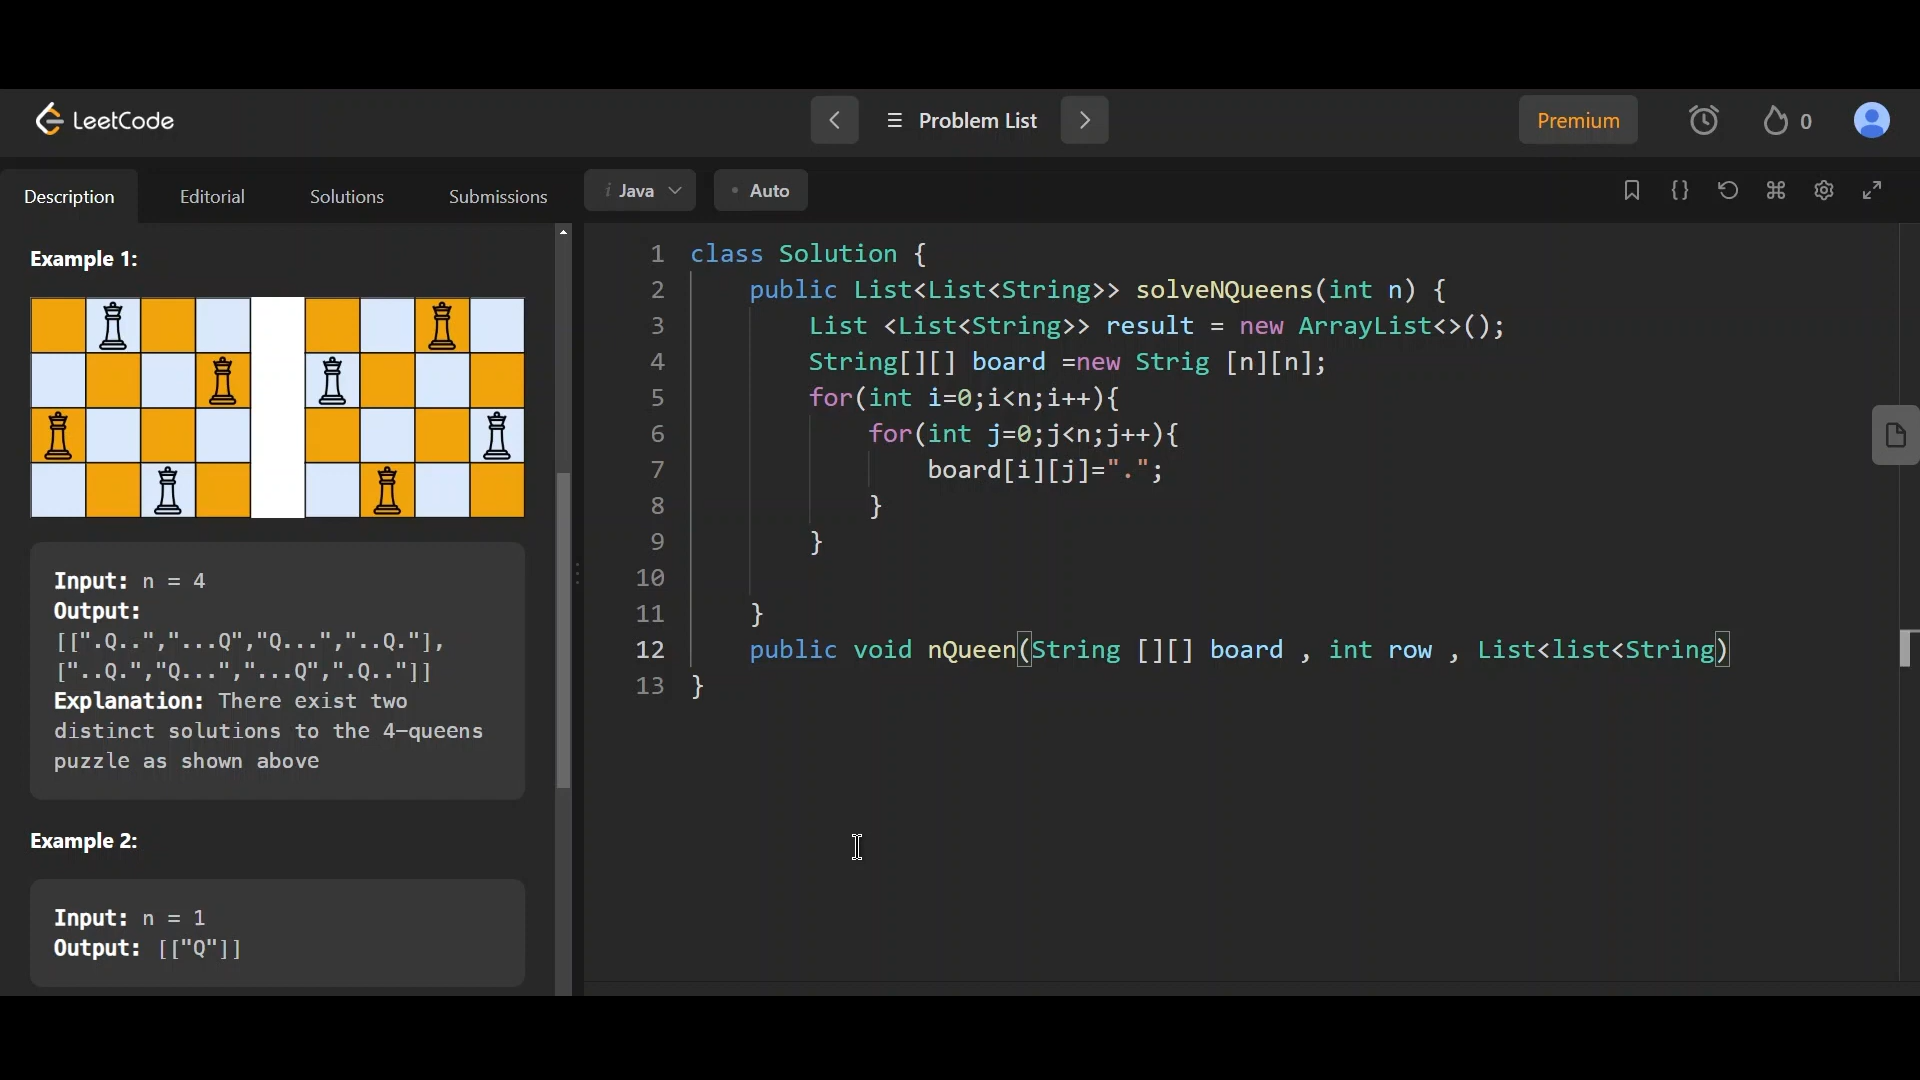 LeetCode
Problem List
Premium
0
Description
Editorial
Solutions
Submissions
i Java
Auto
Example 1:
Input: n = 4
Output:
[[".Q..","...Q","Q...","..Q."],
["..Q.","Q...","...Q",".Q.."]]
Explanation: There exist two
distinct solutions to the 4-queens
puzzle as shown above
Example 2:
Input: n = 1
Output: [["Q"]]
1 class Solution {
2 public List<List<String>> solveNQueens(int n) {
3 List <List<String>> result = new ArrayList<>();
4 String[][] board =new Strig [n][n];
5 for(int i=0;i<n;i++){
6 for(int j=0;j<n;j++){
7 board[i][j]=".";
8 }
9 }
10
11 }
12 public void nQueen(String [][] board , int row , List<list<String)
13 }